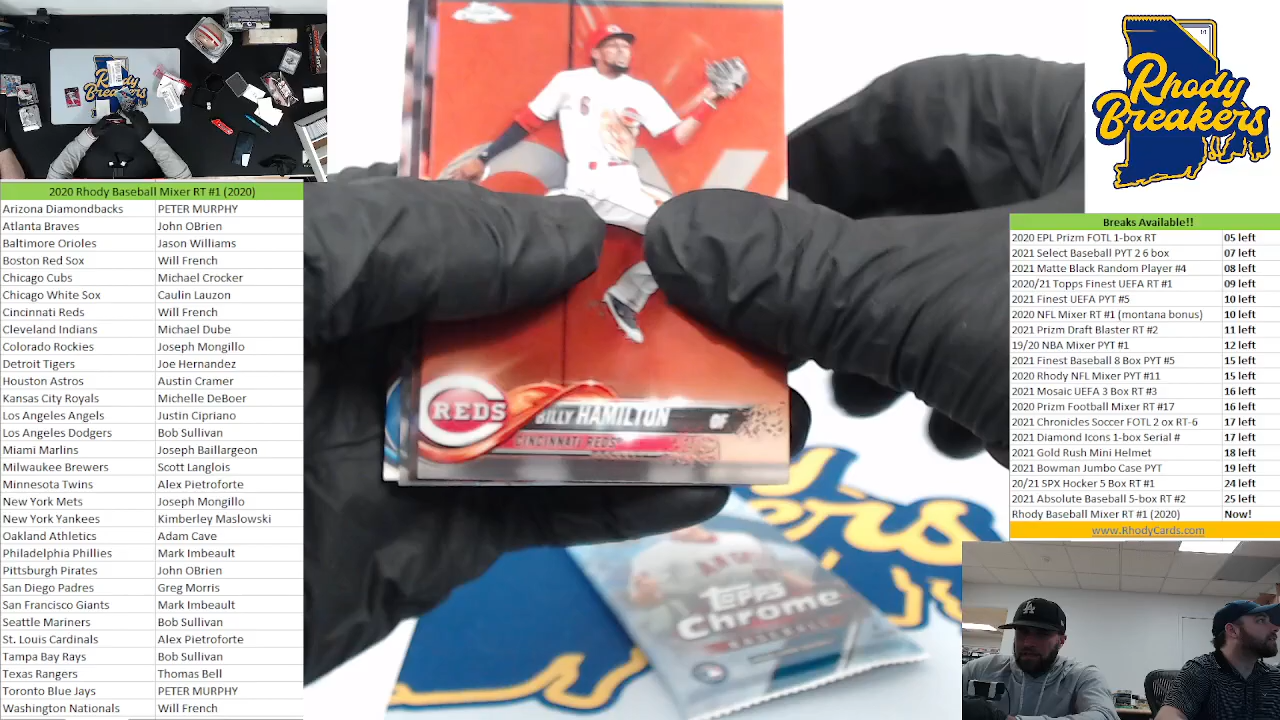 2020 Rhody Baseball Mixer RT #1 (2020)
Arizona Diamondbacks PETER MURPHY
Atlanta Braves John OBrien
Baltimore Orioles Jason Williams
Boston Red Sox Will French
Chicago Cubs Michael Crocker
Chicago White Sox Caulin Lauzon
Cincinnati Reds Will French
Cleveland Indians Michael Dube
Colorado Rockies Joseph Mongillo
Detroit Tigers Joe Hernandez
Houston Astros Austin Cramer
Kansas City Royals Michelle DeBoer
Los Angeles Angels Justin Cipriano
Los Angeles Dodgers Bob Sullivan
Miami Marlins Joseph Baillargeon
Milwaukee Brewers Scott Langlois
Minnesota Twins Alex Pietroforte
New York Mets Joseph Mongillo
New York Yankees Kimberley Maslowski
Oakland Athletics Adam Cave
Philadelphia Phillies Mark Imbeault
Pittsburgh Pirates John OBrien
San Diego Padres Greg Morris
San Francisco Giants Mark Imbeault
Seattle Mariners Bob Sullivan
St. Louis Cardinals Alex Pietroforte
Tampa Bay Rays Bob Sullivan
Texas Rangers Thomas Bell
Toronto Blue Jays PETER MURPHY
Washington Nationals Will French
6
REDS
BILLY HAMILTON OF
CINCINNATI REDS
Topps
Chrome
BASEBALL
Rhody
Breakers
Breaks Available!!
2020 EPL Prizm FOTL 1-box RT 05 left
2021 Select Baseball PYT 2 6 box 07 left
2021 Matte Black Random Player #4 08 left
2020/21 Topps Finest UEFA RT #1 09 left
2021 Finest UEFA PYT #5 10 left
2020 NFL Mixer RT #1 (montana bonus) 10 left
2021 Prizm Draft Blaster RT #2 11 left
19/20 NBA Mixer PYT #1 12 left
2021 Finest Baseball 8 Box PYT #5 15 left
2020 Rhody NFL Mixer PYT #11 15 left
2021 Mosaic UEFA 3 Box RT #3 16 left
2020 Prizm Football Mixer RT #17 16 left
2021 Chronicles Soccer FOTL 2 ox RT-6 17 left
2021 Diamond Icons 1-box Serial # 17 left
2021 Gold Rush Mini Helmet 18 left
2021 Bowman Jumbo Case PYT 19 left
20/21 SPX Hocker 5 Box RT #1 24 left
2021 Absolute Baseball 5-box RT #2 25 left
Rhody Baseball Mixer RT #1 (2020) Now!
www.RhodyCards.com
LA